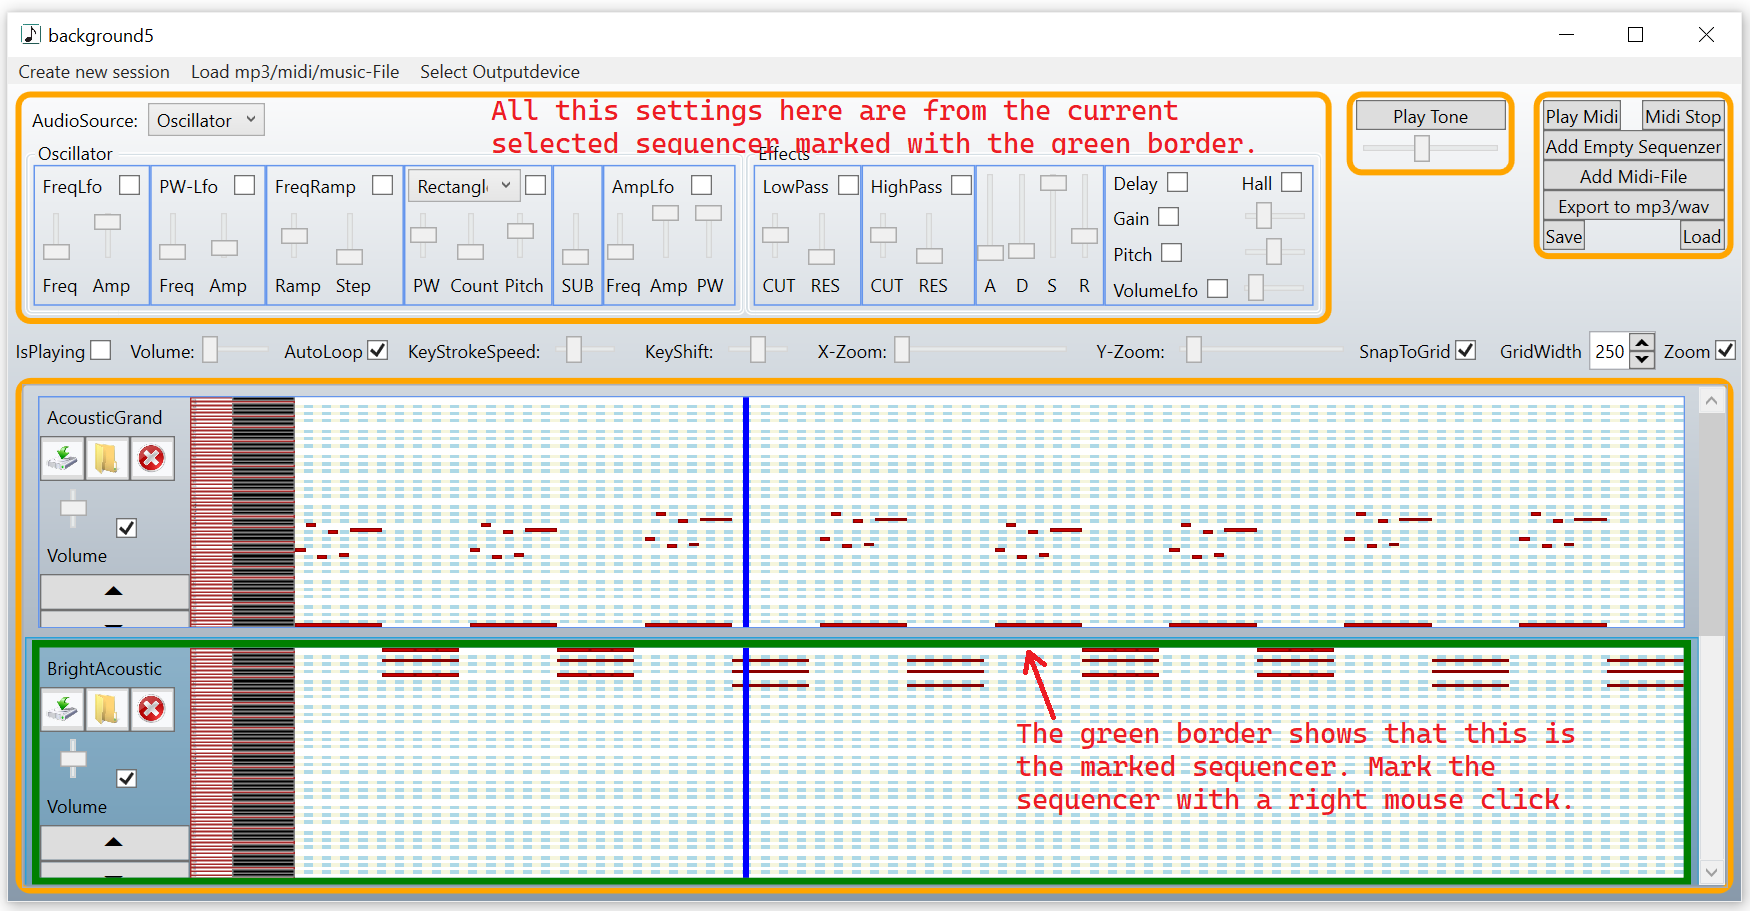 background5
Create new session Load mp3/midi/music-File Select Outputdevice
AudioSource: Oscillator
All this settings here are from the current
selected sequencer marked with the green border.
Play Tone
Play Midi Midi Stop
Add Empty Sequenzer
Add Midi-File
Export to mp3/wav
Save Load
Oscillator
FreqLfo PW-Lfo FreqRamp Rectangl AmpLfo
Freq Amp Freq Amp Ramp Step PW Count Pitch SUB Freq Amp PW
Effects
LowPass HighPass Delay Hall
Gain
Pitch
CUT RES CUT RES A D S R VolumeLfo
IsPlaying Volume: AutoLoop KeyStrokeSpeed: KeyShift: X-Zoom: Y-Zoom: SnapToGrid GridWidth 250 Zoom
AcousticGrand
Volume
BrightAcoustic
Volume
The green border shows that this is
the marked sequencer. Mark the
sequencer with a right mouse click.